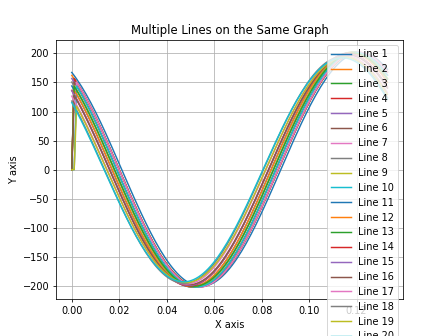 Multiple Lines on the Same Graph
Y axis
200
150
100
50
0
−50
−100
−150
−200
0.00
0.02
0.04
0.06
0.08
0.10
X axis
Line 1
Line 2
Line 3
Line 4
Line 5
Line 6
Line 7
Line 8
Line 9
Line 10
Line 11
Line 12
Line 13
Line 14
Line 15
Line 16
Line 17
Line 18
Line 19
Line 20